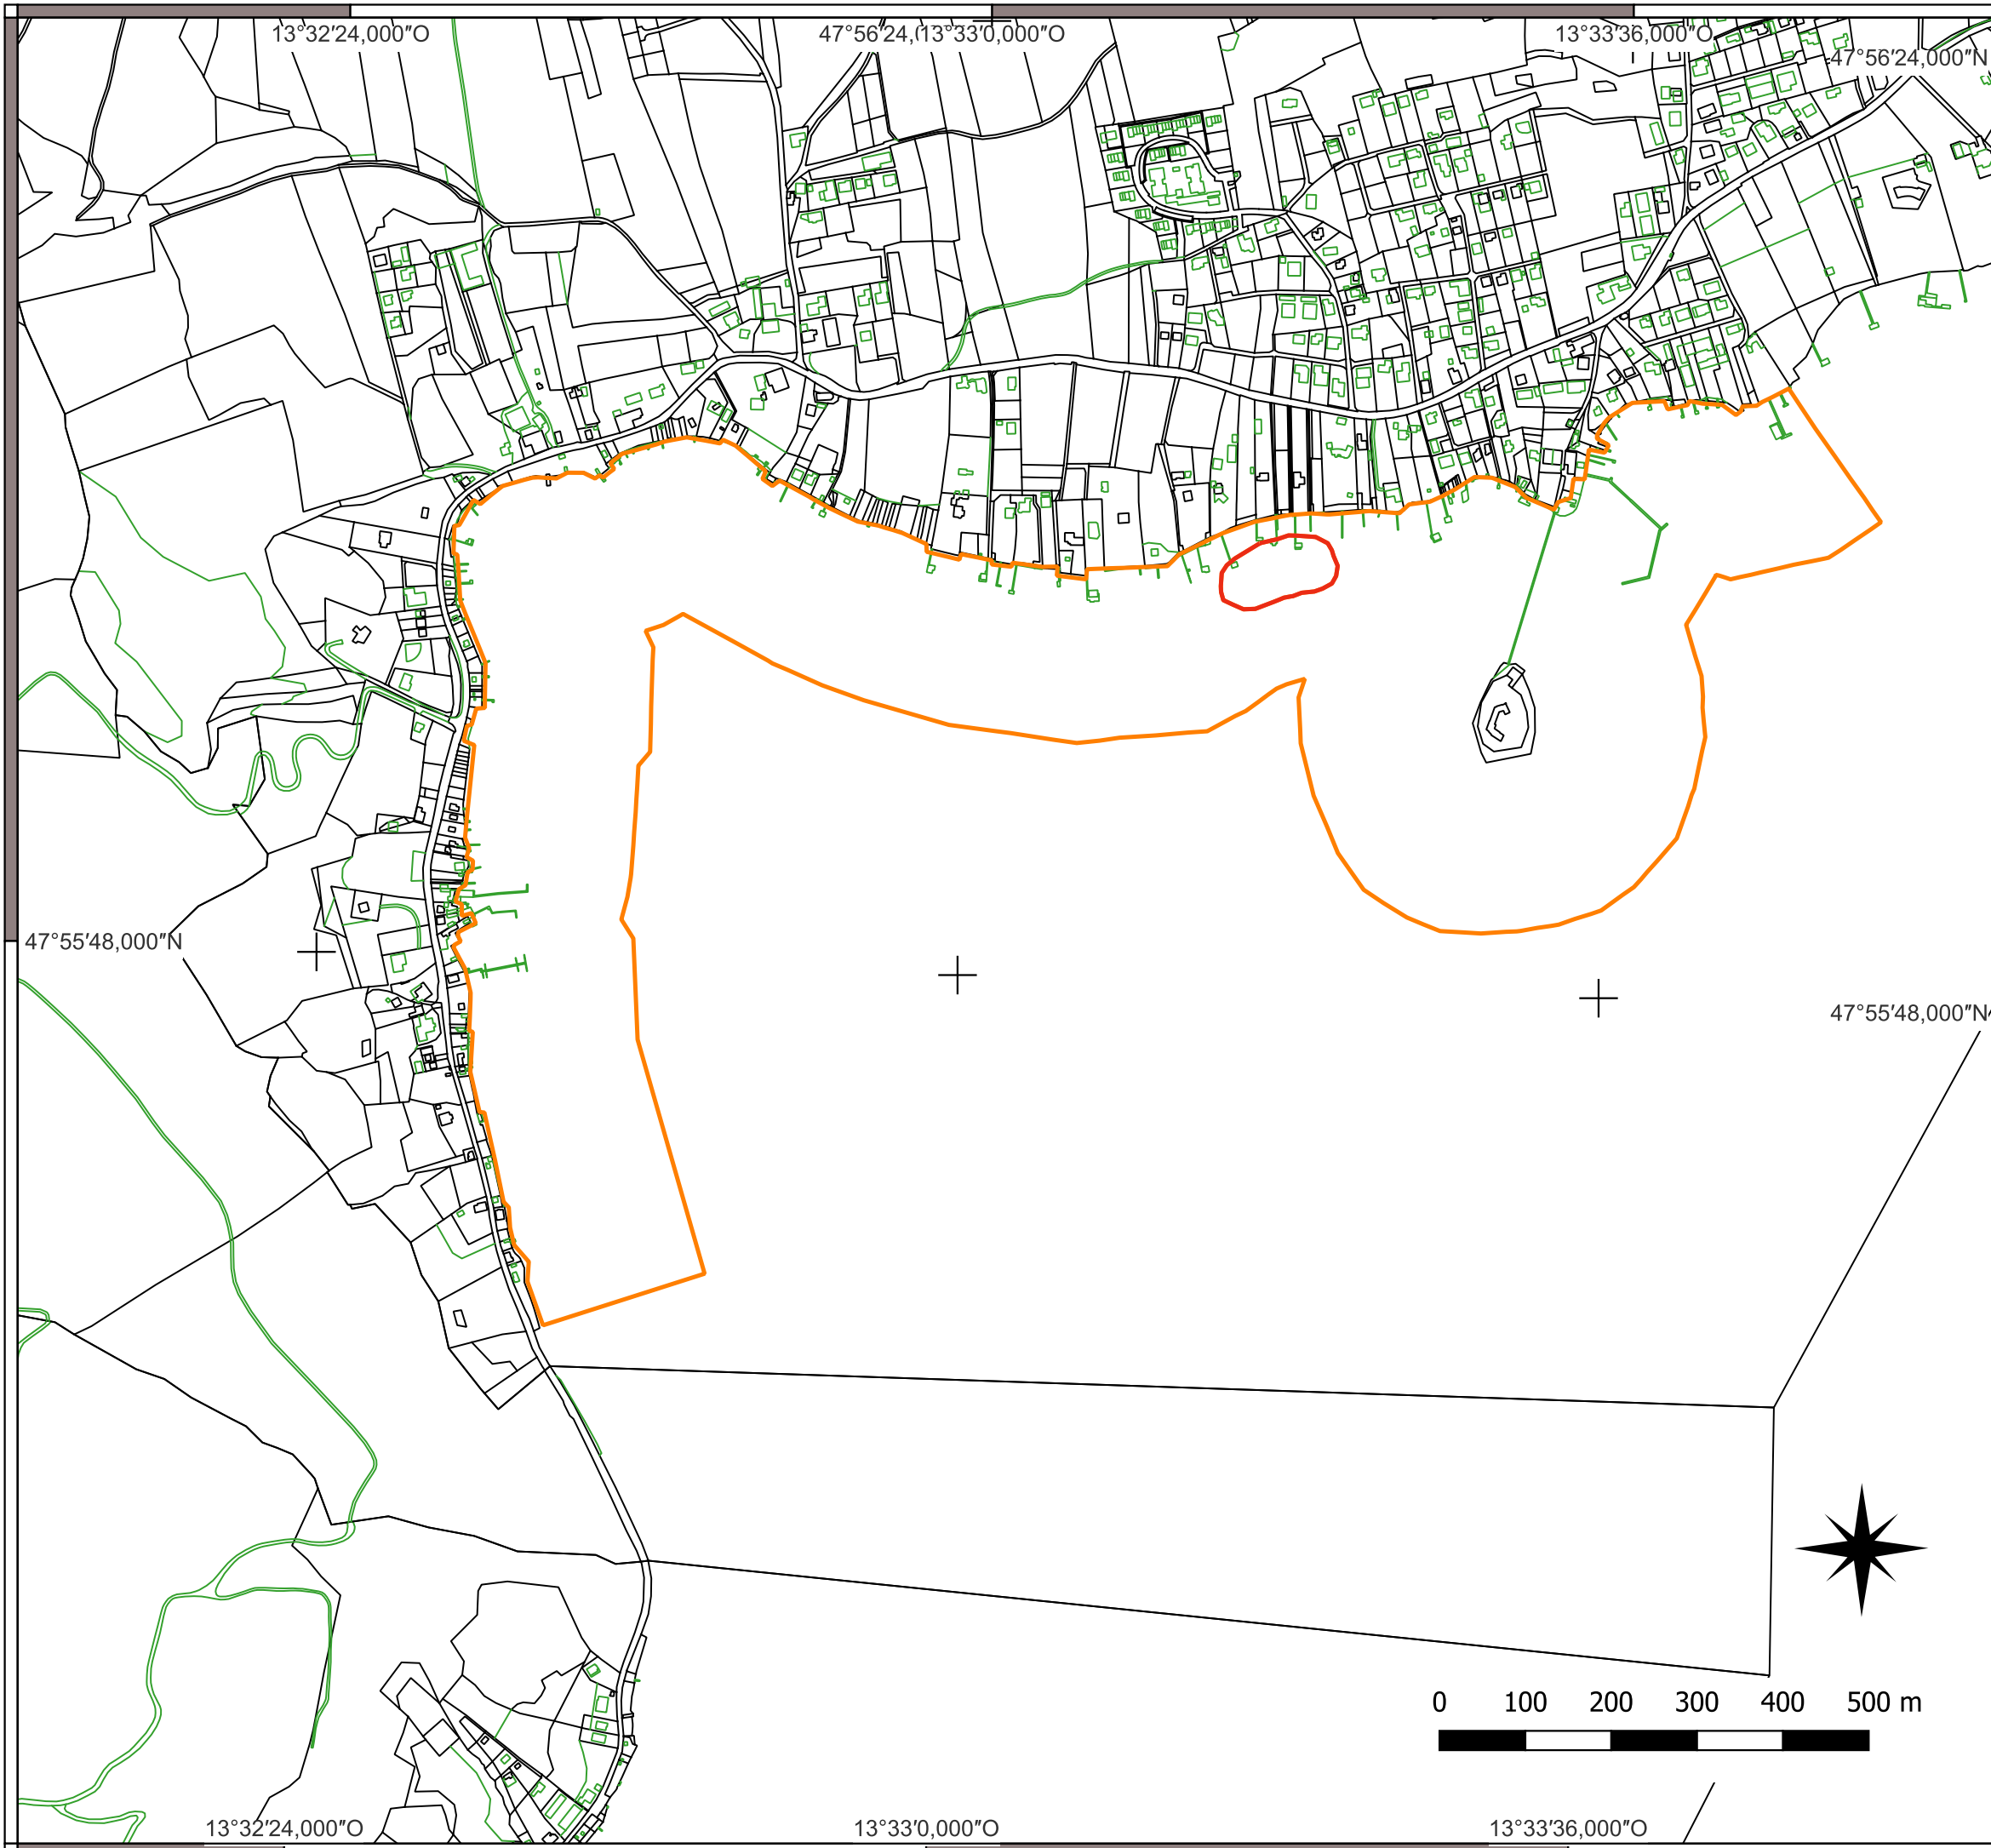 13°32′24,000″O
47°56′24,(13°33′0,000″O
13°33′36,000″O
47°56′24,000″N
47°55′48,000″N
47°55′48,000″N
0 100 200 300 400 500 m
13°32′24,000″O
13°33′0,000″O
13°33′36,000″O